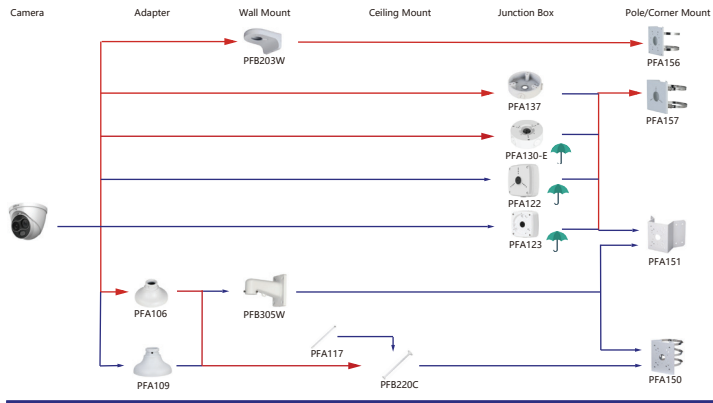 Camera Adapter Wall Mount Ceiling Mount Junction Box Pole/Corner Mount
PFB203W
PFA156
PFA137
PFA157
PFA130-E
PFA122
PFA123
PFA151
PFA106
PFB305W
PFA117
PFA109
PFB220C
PFA150